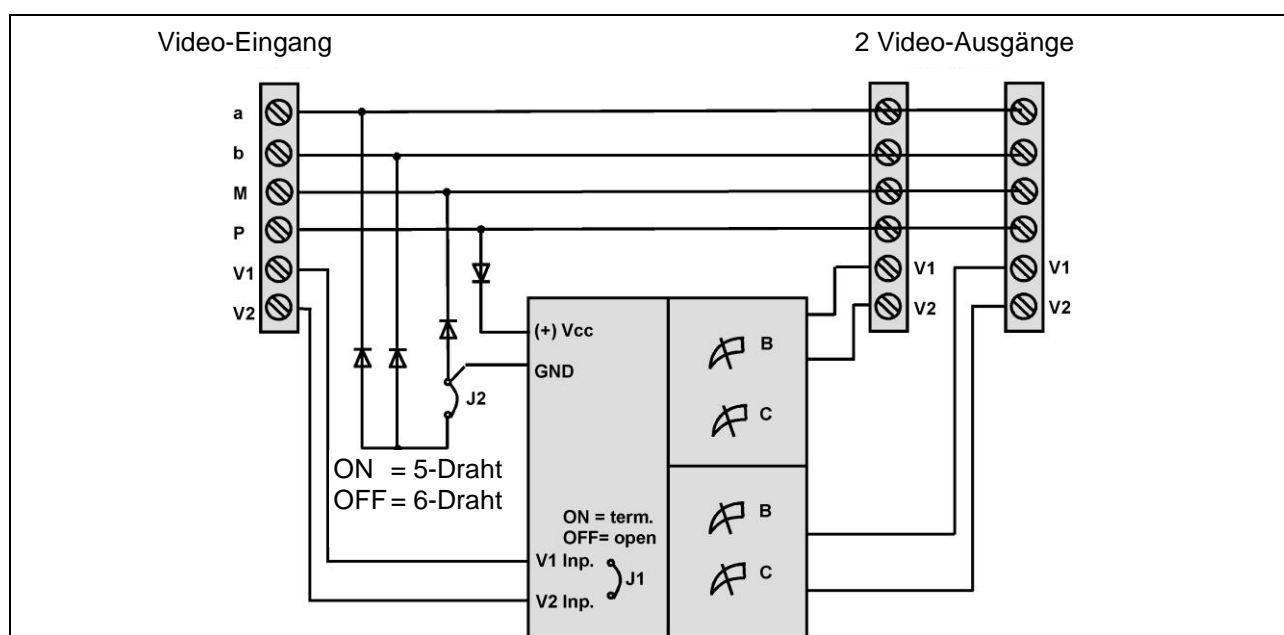 Video-Eingang
2 Video-Ausgänge
a
b
M
P
V1
V2
V1
V2
V1
V2
(+) Vcc
GND
J2
B
C
ON = 5-Draht
OFF = 6-Draht
ON = term.
OFF= open
V1 Inp.
J1
V2 Inp.
B
C